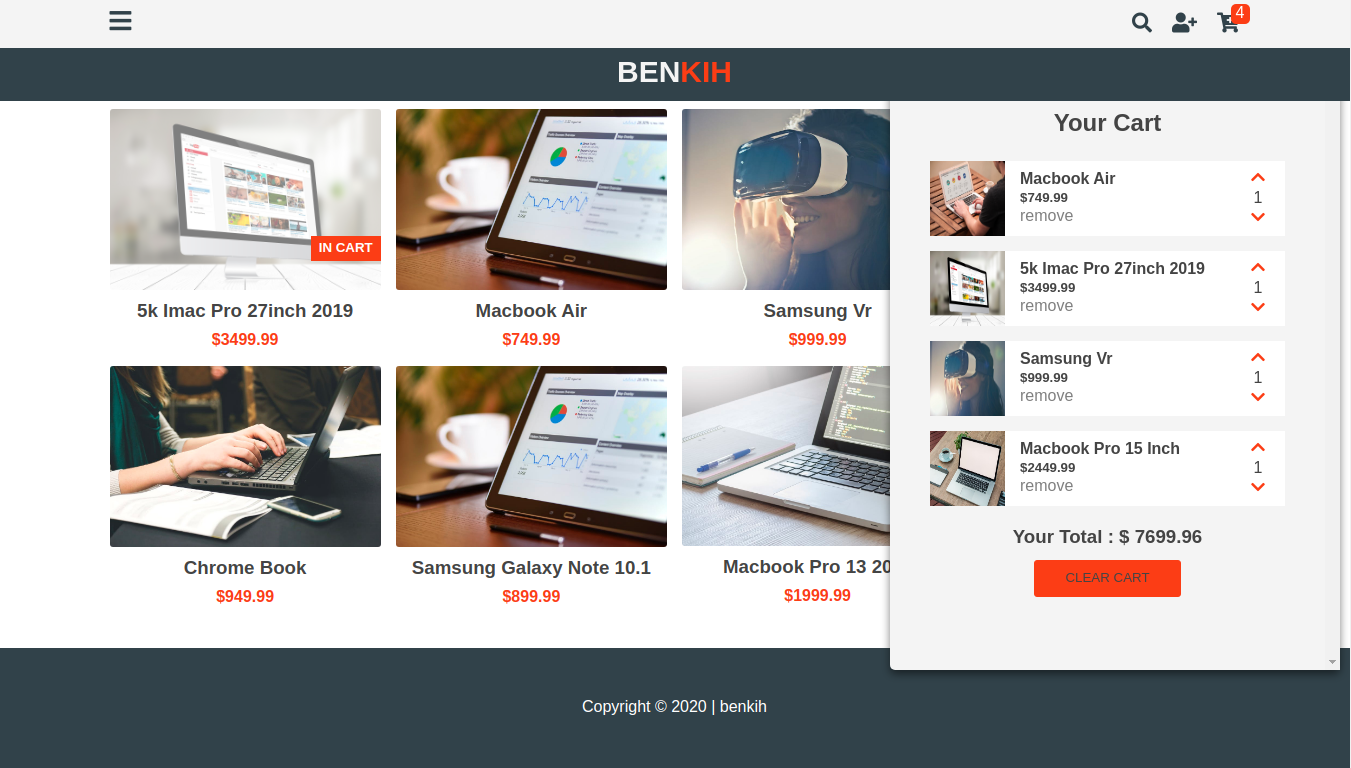 4
BENKIH
IN CART
5k Imac Pro 27inch 2019
$3499.99
Macbook Air
$749.99
Samsung Vr
$999.99
Chrome Book
$949.99
Samsung Galaxy Note 10.1
$899.99
Macbook Pro 13 20
$1999.99
Your Cart
Macbook Air
$749.99
remove
1
5k Imac Pro 27inch 2019
$3499.99
remove
1
Samsung Vr
$999.99
remove
1
Macbook Pro 15 Inch
$2449.99
remove
1
Your Total : $ 7699.96
CLEAR CART
Copyright © 2020 | benkih